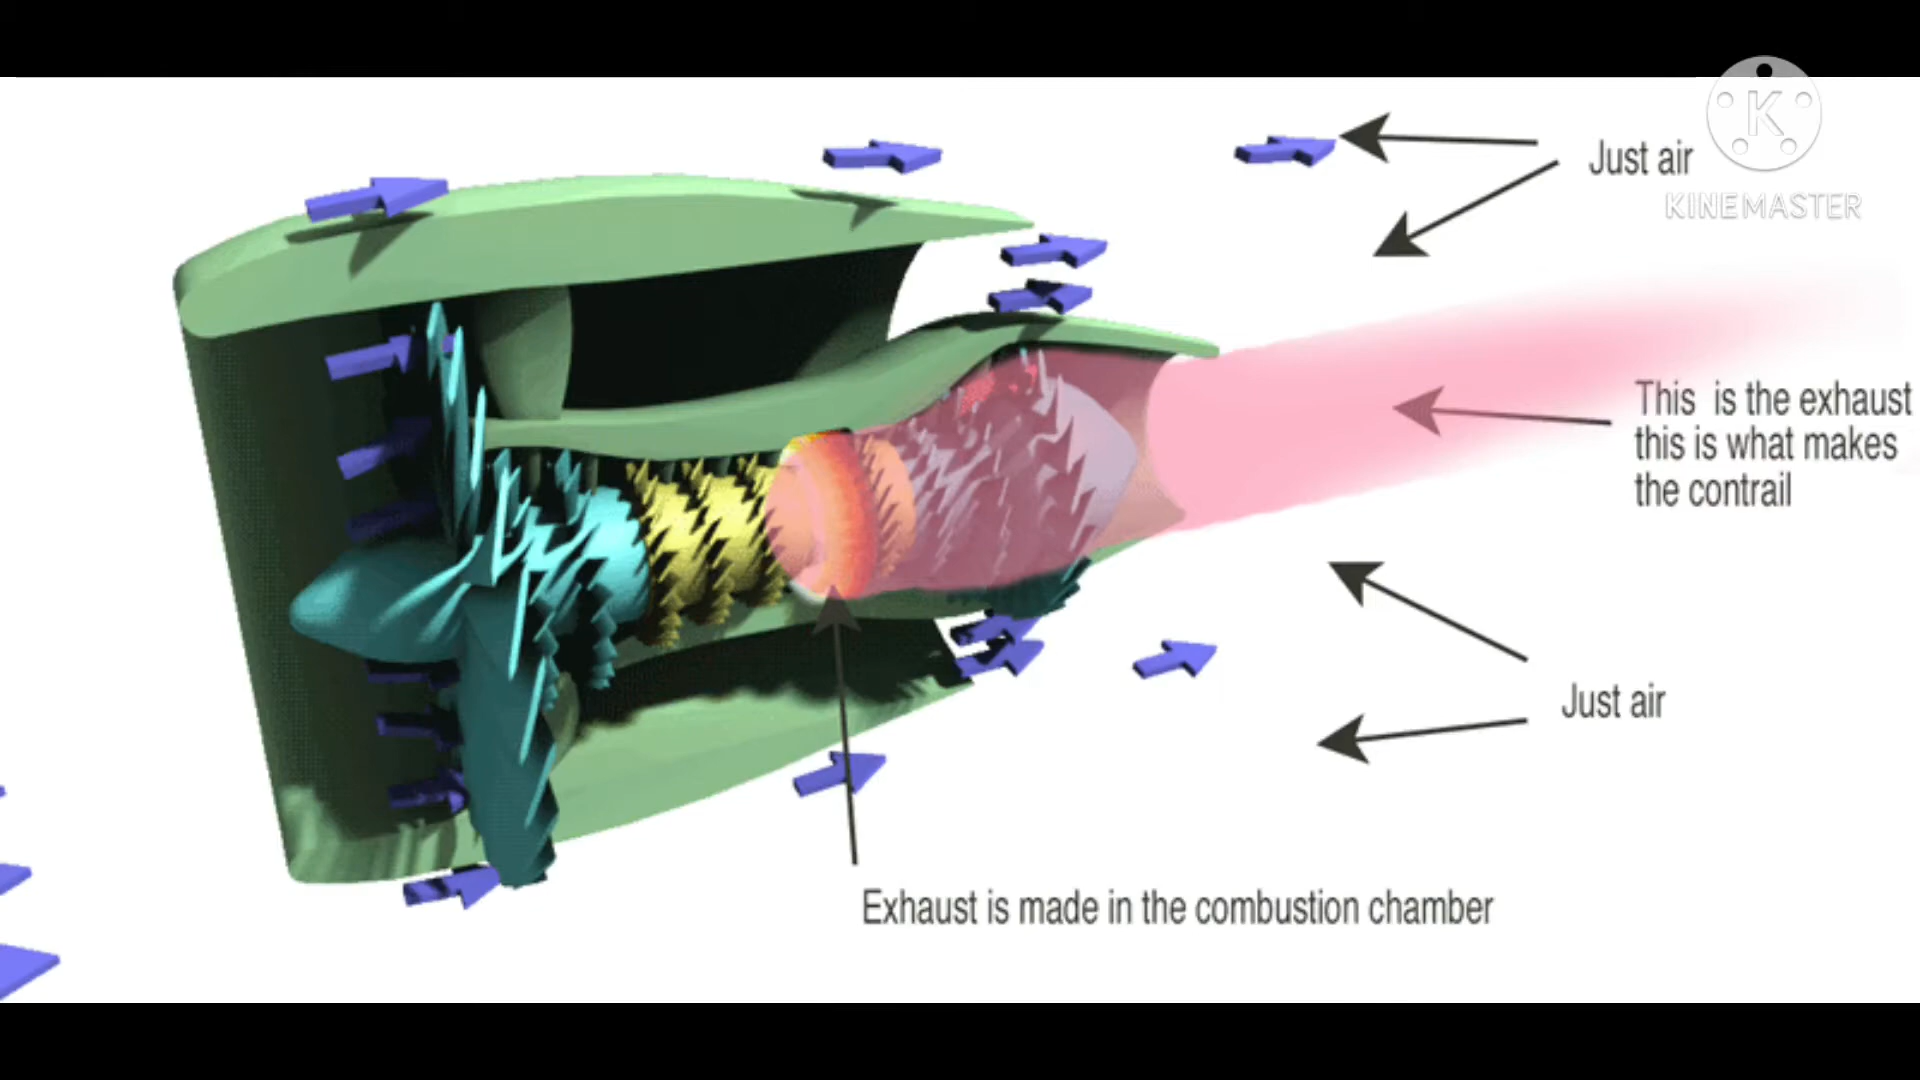 Just air
K
KINEMASTER
This is the exhaust
this is what makes
the contrail
Just air
Exhaust is made in the combustion chamber